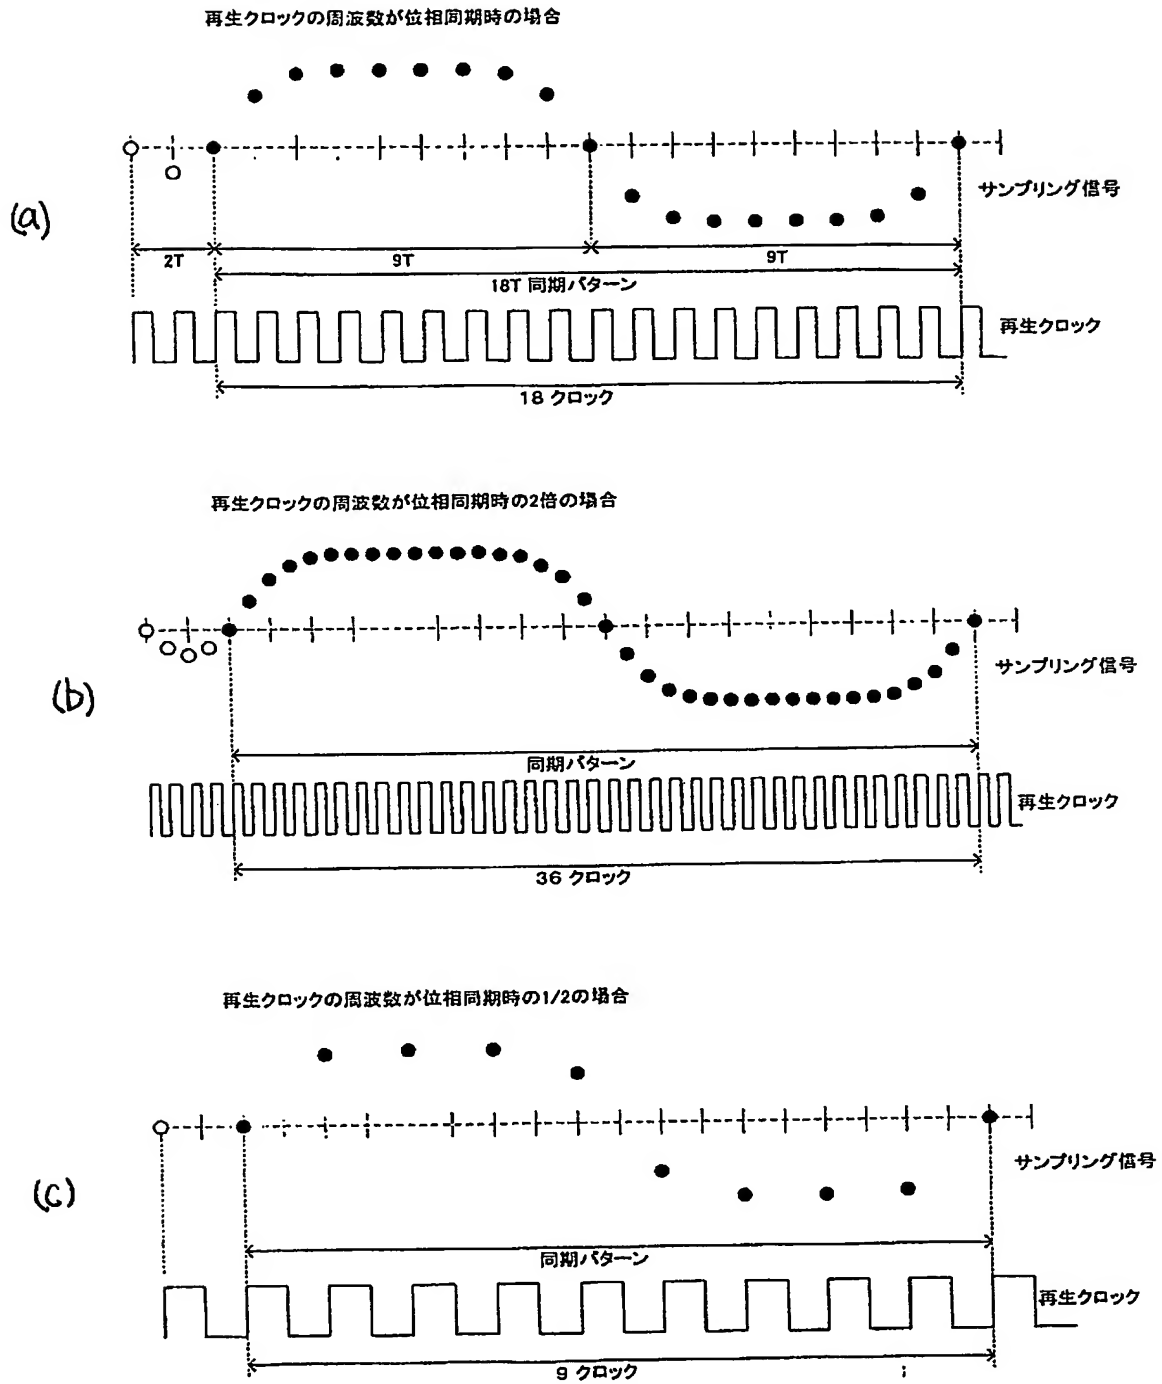 再生クロックの周波数が位相同期時の場合
サンプリング信号
(a)
2T
9T
9T
18T 同期パターン
再生クロック
18 クロック
再生クロックの周波数が位相同期時の2倍の場合
サンプリング信号
(b)
同期パターン
再生クロック
36 クロック
再生クロックの周波数が位相同期時の1/2の場合
サンプリング信号
(c)
同期パターン
再生クロック
9 クロック